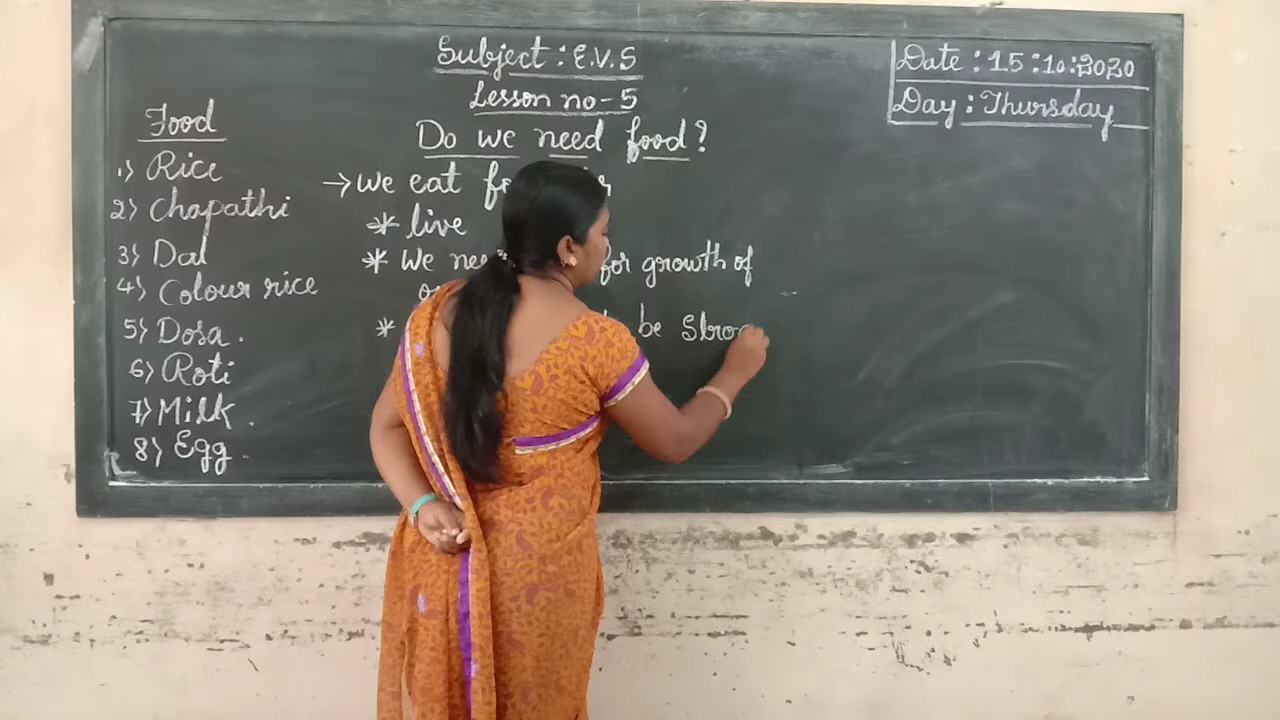 Subject : E.V.S
Lesson no - 5
Do we need food?
Date : 15 :10:2020
Day : Thursday
Food
1) Rice
2) Chapathi
3) Dal
4) Colour rice
5) Dosa.
6) Roti
7) Milk.
8) Egg.
→ we eat
* live
* We need for growth of
* be Stro